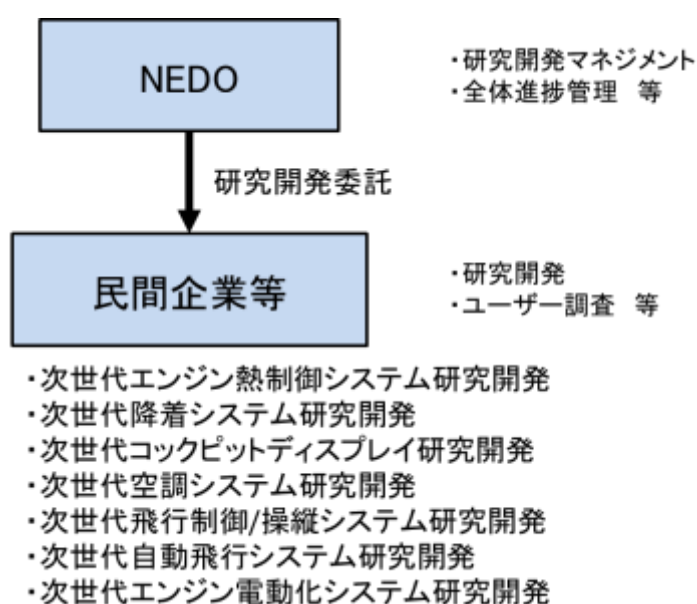 NEDO
・研究開発マネジメント
・全体進捗管理　等
研究開発委託
民間企業等
・研究開発
・ユーザー調査　等
・次世代エンジン熱制御システム研究開発
・次世代降着システム研究開発
・次世代コックピットディスプレイ研究開発
・次世代空調システム研究開発
・次世代飛行制御/操縦システム研究開発
・次世代自動飛行システム研究開発
・次世代エンジン電動化システム研究開発